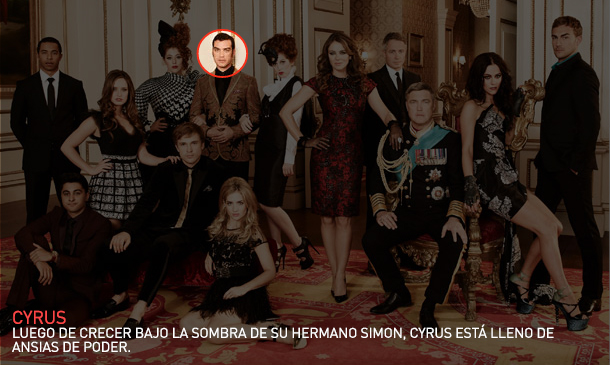 CYRUS
LUEGO DE CRECER BAJO LA SOMBRA DE SU HERMANO SIMON, CYRUS ESTÁ LLENO DE
ANSIAS DE PODER.